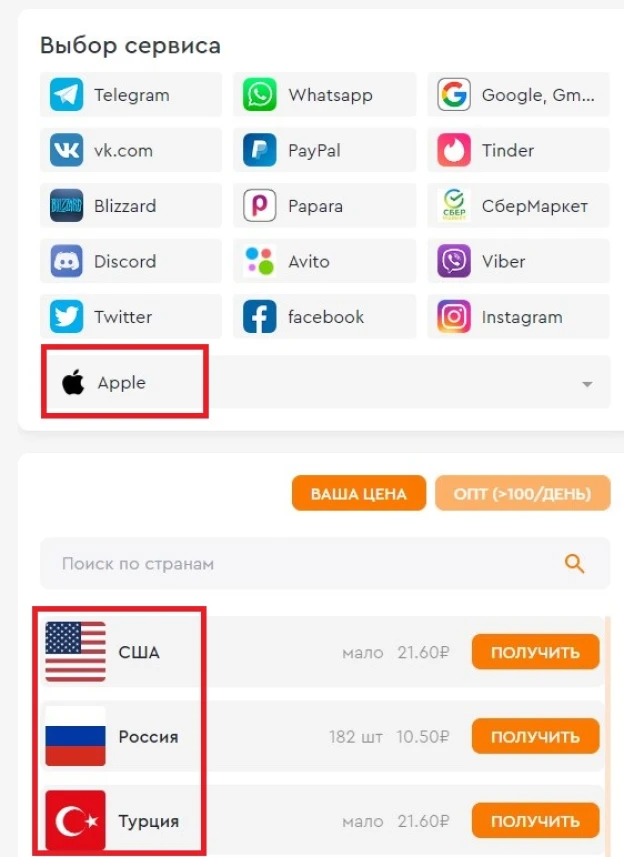 Выбор сервиса
Telegram
Whatsapp
Google, Gm...
vk.com
PayPal
Tinder
BLIZZARD
Blizzard
Papara
СБЕР
МАРКЕТ
СберМаркет
Discord
Avito
Viber
Twitter
facebook
Instagram
Apple
ВАША ЦЕНА
ОПТ (>100/ДЕНЬ)
Поиск по странам
США мало 21.60₽ ПОЛУЧИТЬ
Россия 182 шт 10.50₽ ПОЛУЧИТЬ
Турция мало 21.60₽ ПОЛУЧИТЬ